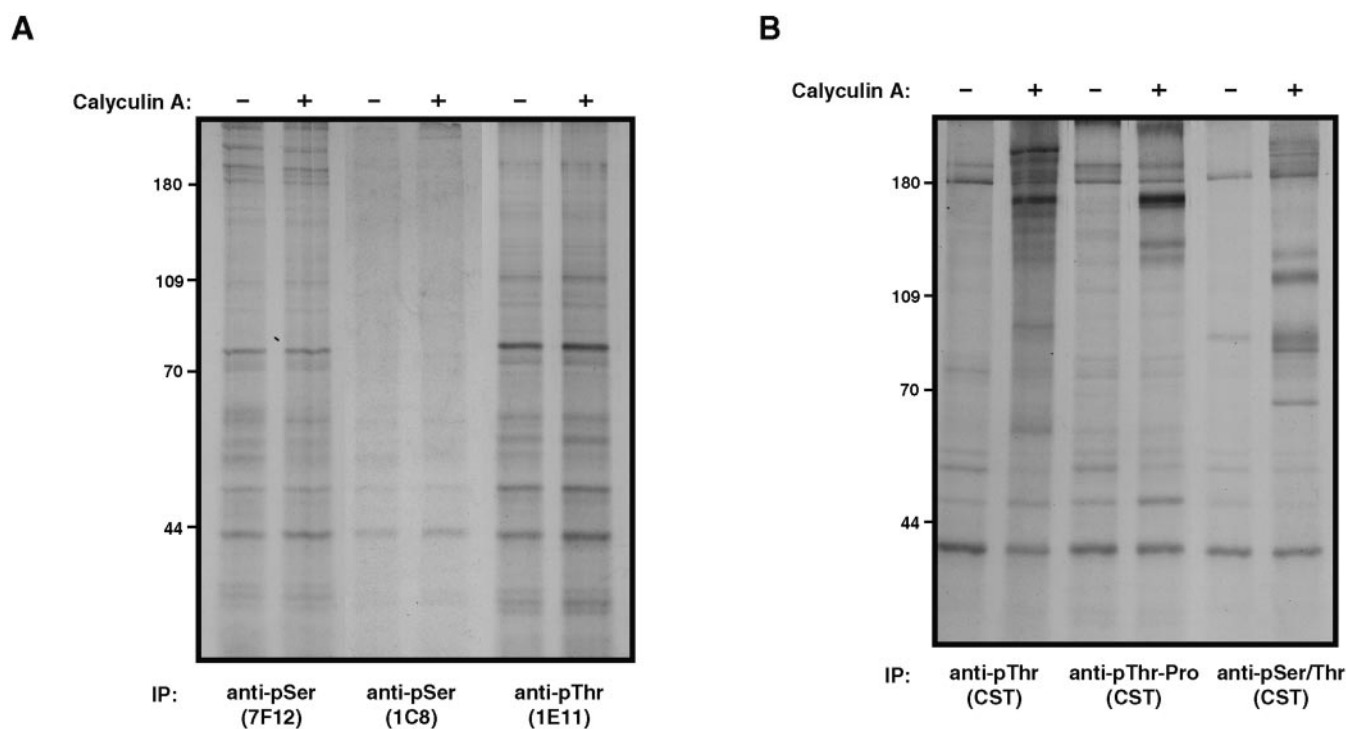 A
B
Calyculin A: – + – + – +
180
109
70
44
IP: anti-pSer anti-pSer anti-pThr
(7F12) (1C8) (1E11)
Calyculin A: – + – + – +
180
109
70
44
IP: anti-pThr anti-pThr-Pro anti-pSer/Thr
(CST) (CST) (CST)